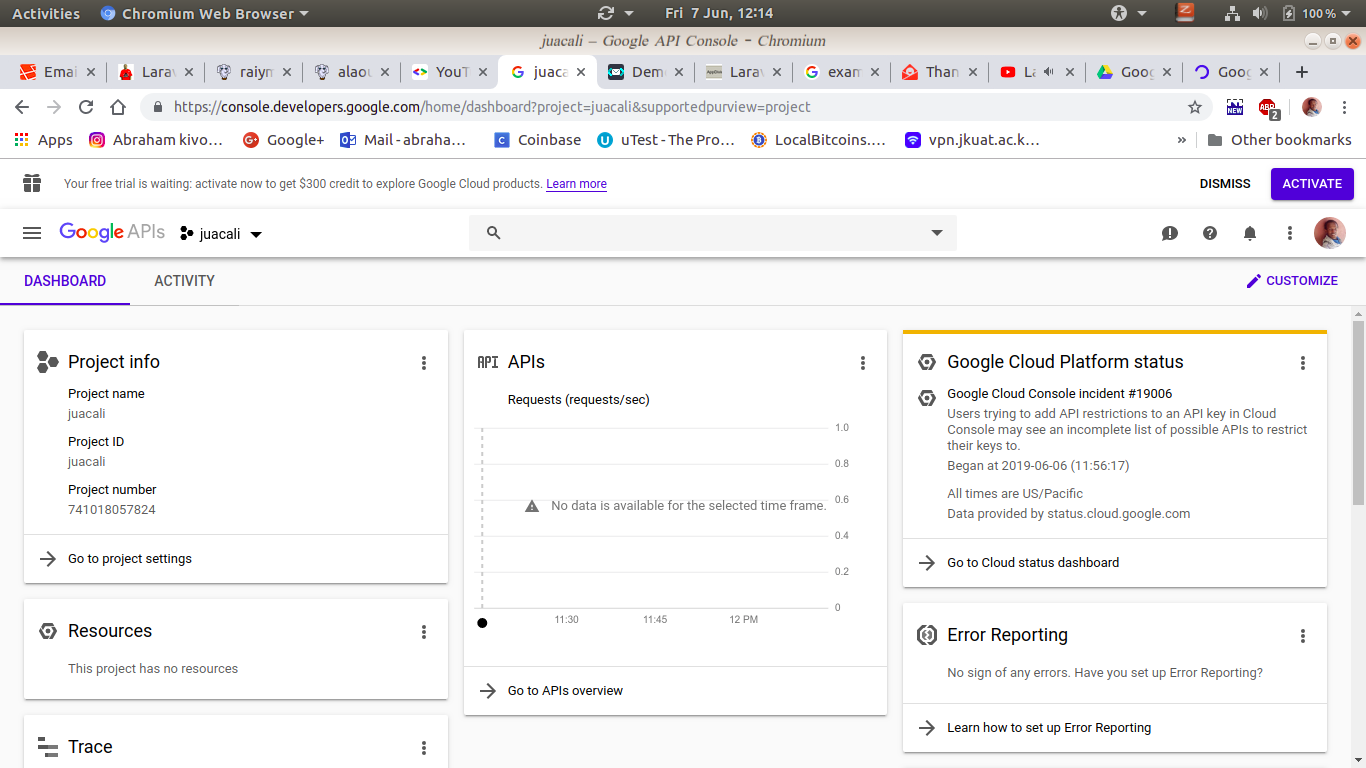 Activities
Chromium Web Browser
Fri 7 Jun, 12:14
100 %
juacali – Google API Console - Chromium
Emai
Larav
raiym
alaou
YouT
juaca
Demo
Larav
exam
Than
La
Goog
Goog
https://console.developers.google.com/home/dashboard?project=juacali&supportedpurview=project
NEW
ABP
2
Apps
Abraham kivo...
Google+
Mail - abraha...
Coinbase
uTest - The Pro...
LocalBitcoins....
vpn.jkuat.ac.k...
»
Other bookmarks
Your free trial is waiting: activate now to get $300 credit to explore Google Cloud products. Learn more
DISMISS
ACTIVATE
Google APIs
juacali
DASHBOARD
ACTIVITY
CUSTOMIZE
Project info
Project name
juacali
Project ID
juacali
Project number
741018057824
Go to project settings
Resources
This project has no resources
Trace
API
APIs
Requests (requests/sec)
1.0
0.8
0.6
No data is available for the selected time frame.
0.4
0.2
0
11:30
11:45
12 PM
Go to APIs overview
Google Cloud Platform status
Google Cloud Console incident #19006
Users trying to add API restrictions to an API key in Cloud
Console may see an incomplete list of possible APIs to restrict
their keys to.
Began at 2019-06-06 (11:56:17)
All times are US/Pacific
Data provided by status.cloud.google.com
Go to Cloud status dashboard
Error Reporting
No sign of any errors. Have you set up Error Reporting?
Learn how to set up Error Reporting